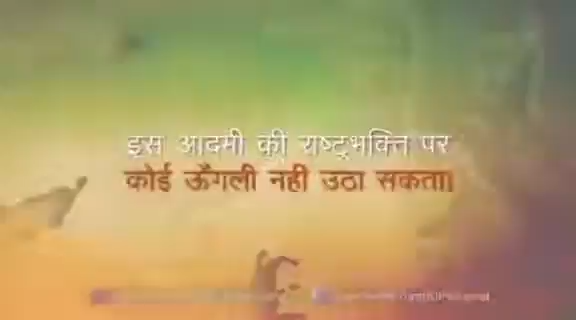 इस आदमी की राष्ट्रभक्ति पर
कोई ऊँगली नहीं उठा सकता।